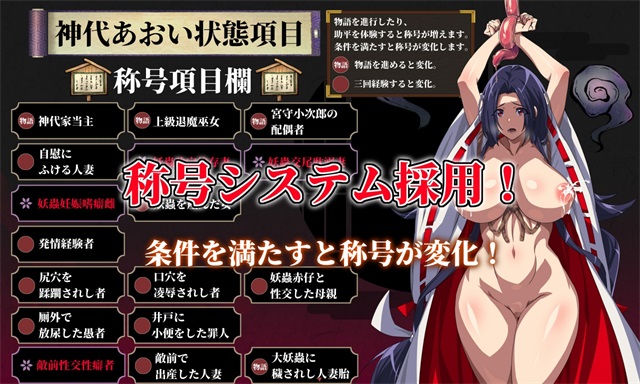 神代あおい状態項目
物語を進行したり、
助平を体験すると称号が増えます。
条件を満たすと称号が変化します。
物語 物語を進めると変化。
三回経験すると変化。
称号項目欄
物語 神代家当主
物語 上級退魔巫女
物語 宮守小次郎の
配偶者
自慰に
ふける人妻
称号システム採用！
妖蟲妊娠嗜癖雌
発情経験者
条件を満たすと称号が変化！
尻穴を
蹂躙されし者
口穴を
凌辱されし者
妖蟲赤仔と
性交した母親
厠外で
放尿した愚者
井戸に
小便をした罪人
敵前性交性癖者
敵前で
出産した人妻
物語 大妖蟲に
穢されし人妻胎